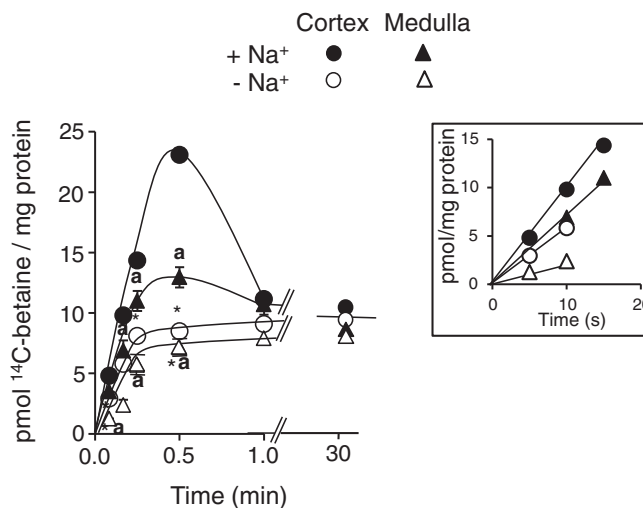 Cortex Medulla
+ Na⁺
- Na⁺
pmol ¹⁴C-betaine / mg protein
25
20
15
10
5
0
a
a
a
a
a
a
*
*
*
*
*
0.0
0.5
1.0
30
Time (min)
pmol/mg protein
15
10
5
0
0
10
20
Time (s)